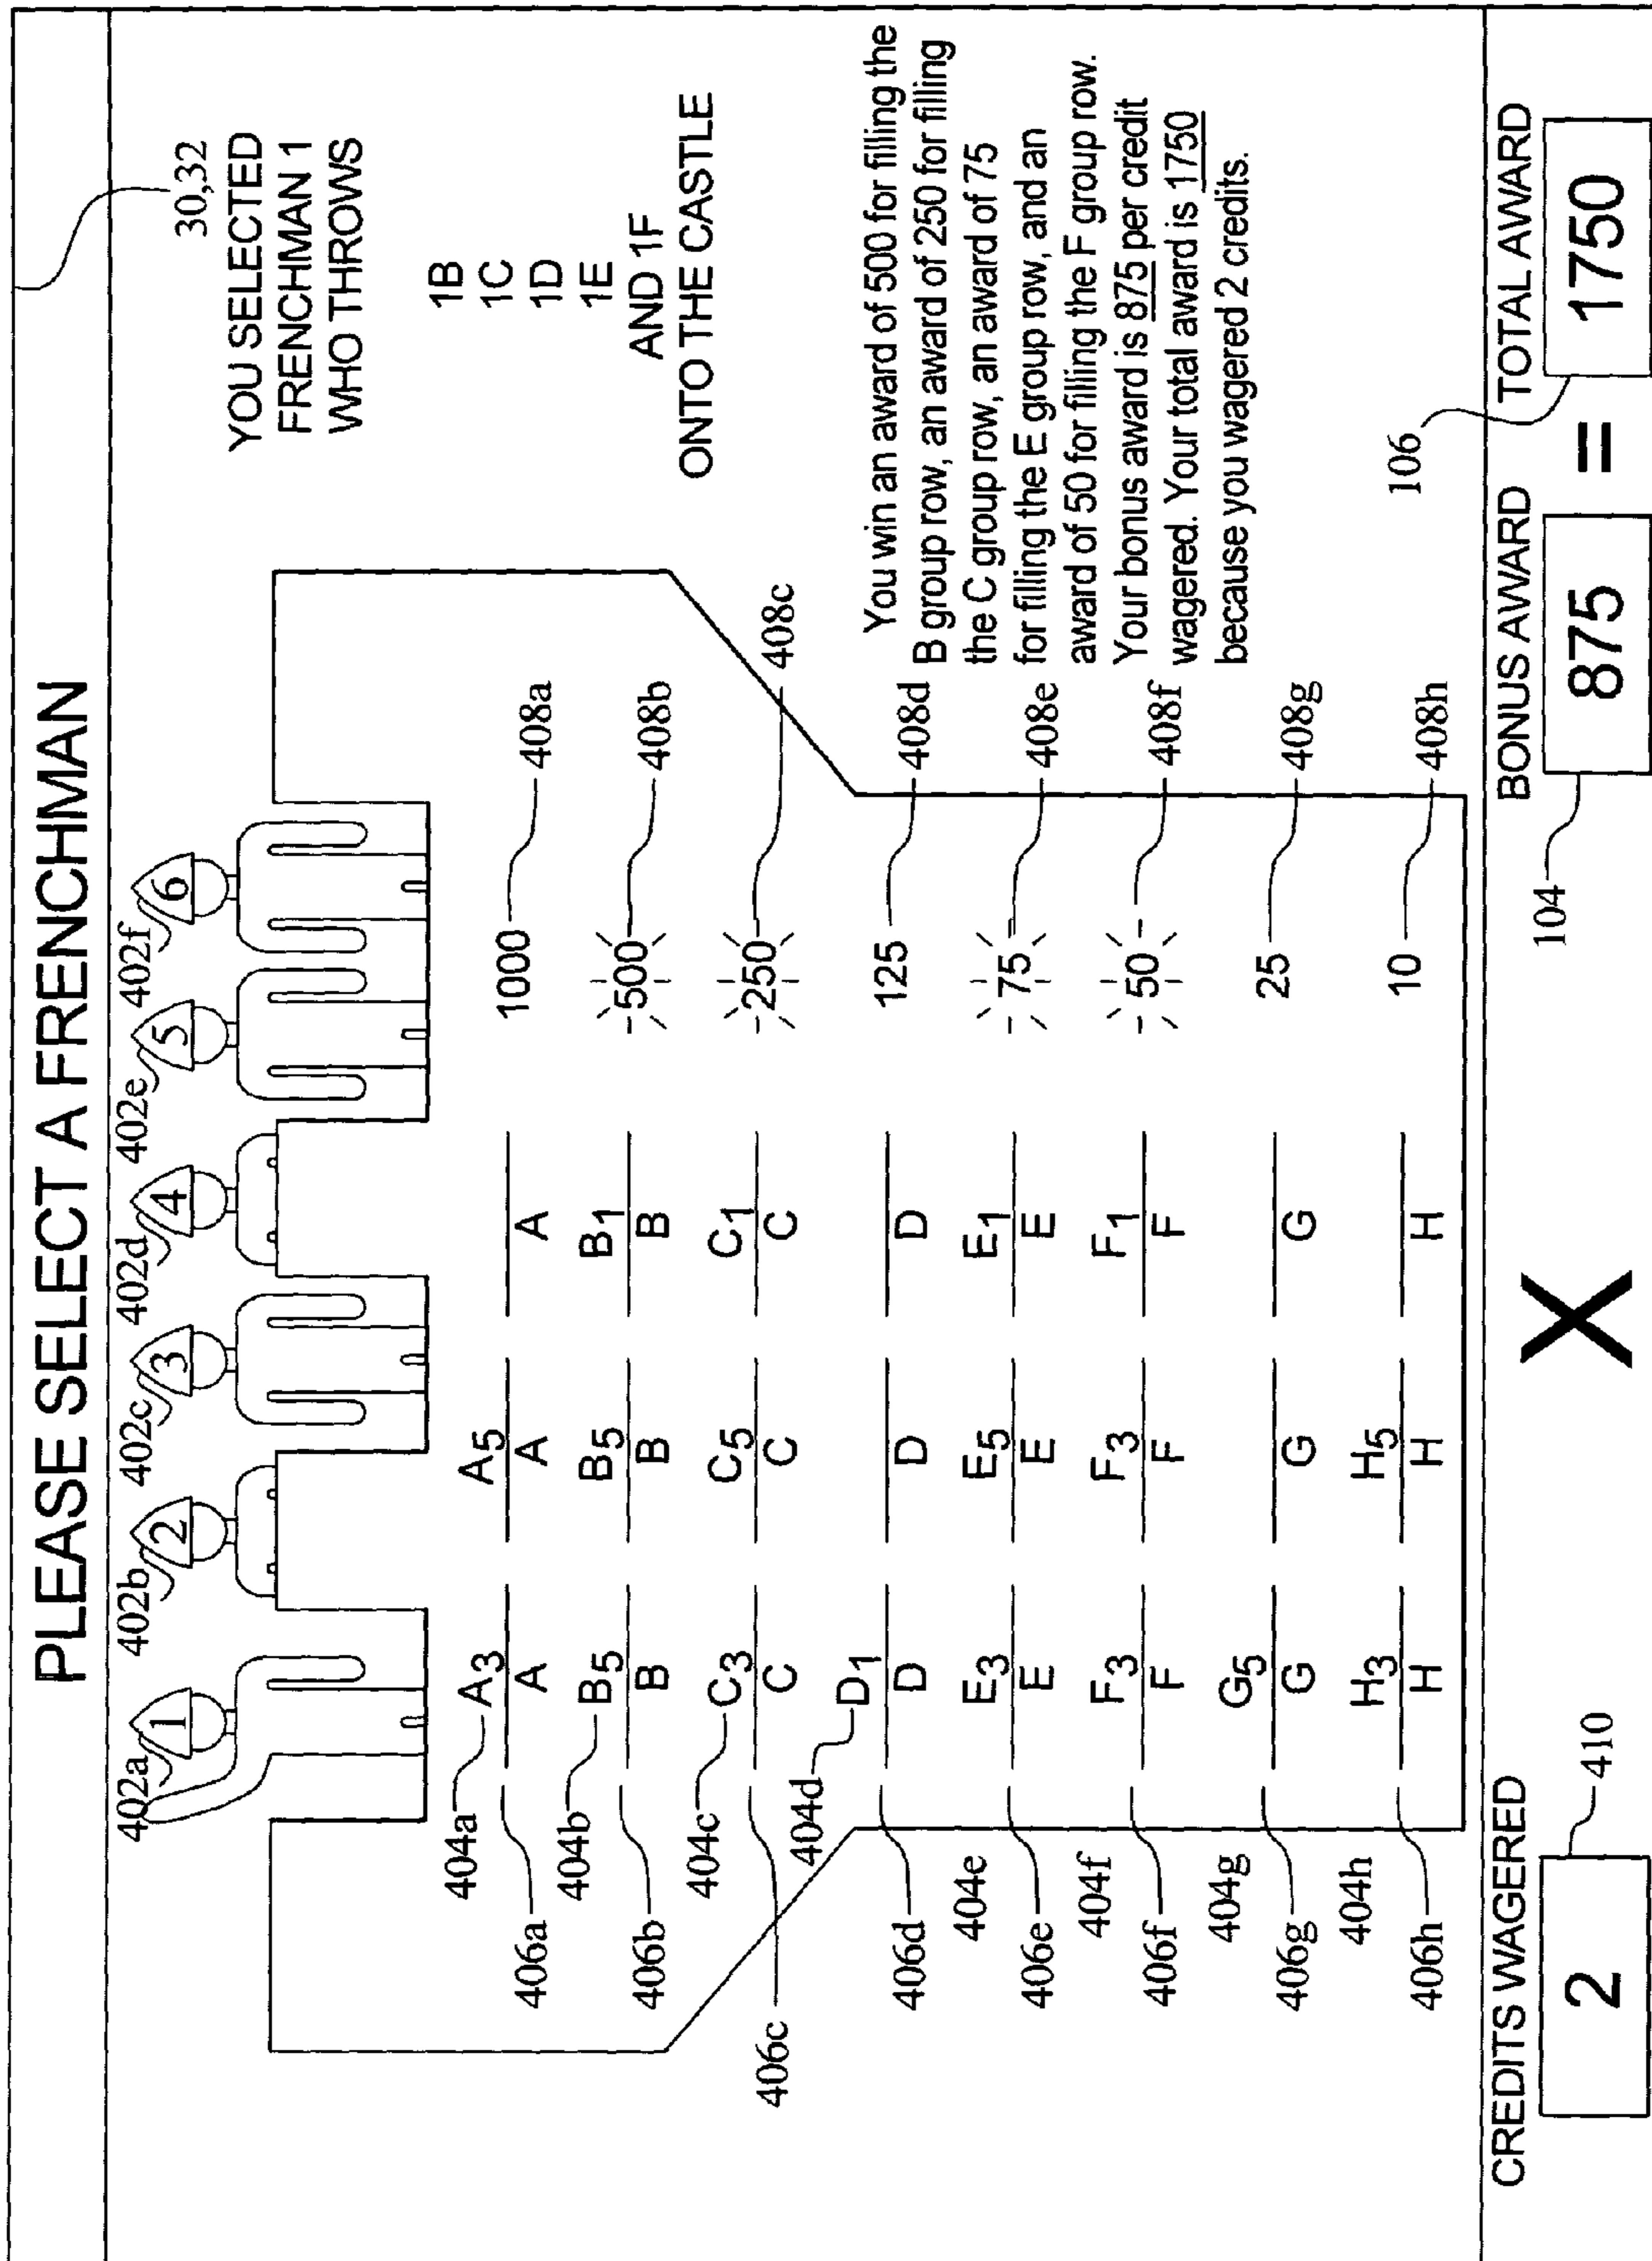 PLEASE SELECT A FRENCHMAN
30,32
402a 402b 402c 402d 402e 402f
1 2 3 4 5 6
YOU SELECTED
FRENCHMAN 1
WHO THROWS
1B
1C
1D
1E
AND 1F
ONTO THE CASTLE
404a A3 A5
406a A A A 1000 408a
404b B5 B5 B1
406b B B B 500 408b
404c C3 C5 C1
406c C C C 250 408c
404d D1
406d D D D 125 408d
404e E3 E5 E1
406e E E E 75 408e
404f F3 F3 F1
406f F F F 50 408f
404g G5
406g G G G 25 408g
404h H3 H5
406h H H H 10 408h
You win an award of 500 for filling the
B group row, an award of 250 for filling
the C group row, an award of 75
for filling the E group row, and an
award of 50 for filling the F group row.
Your bonus award is 875 per credit
wagered. Your total award is 1750
because you wagered 2 credits.
CREDITS WAGERED BONUS AWARD TOTAL AWARD
2 X 875 = 1750
410 104 106